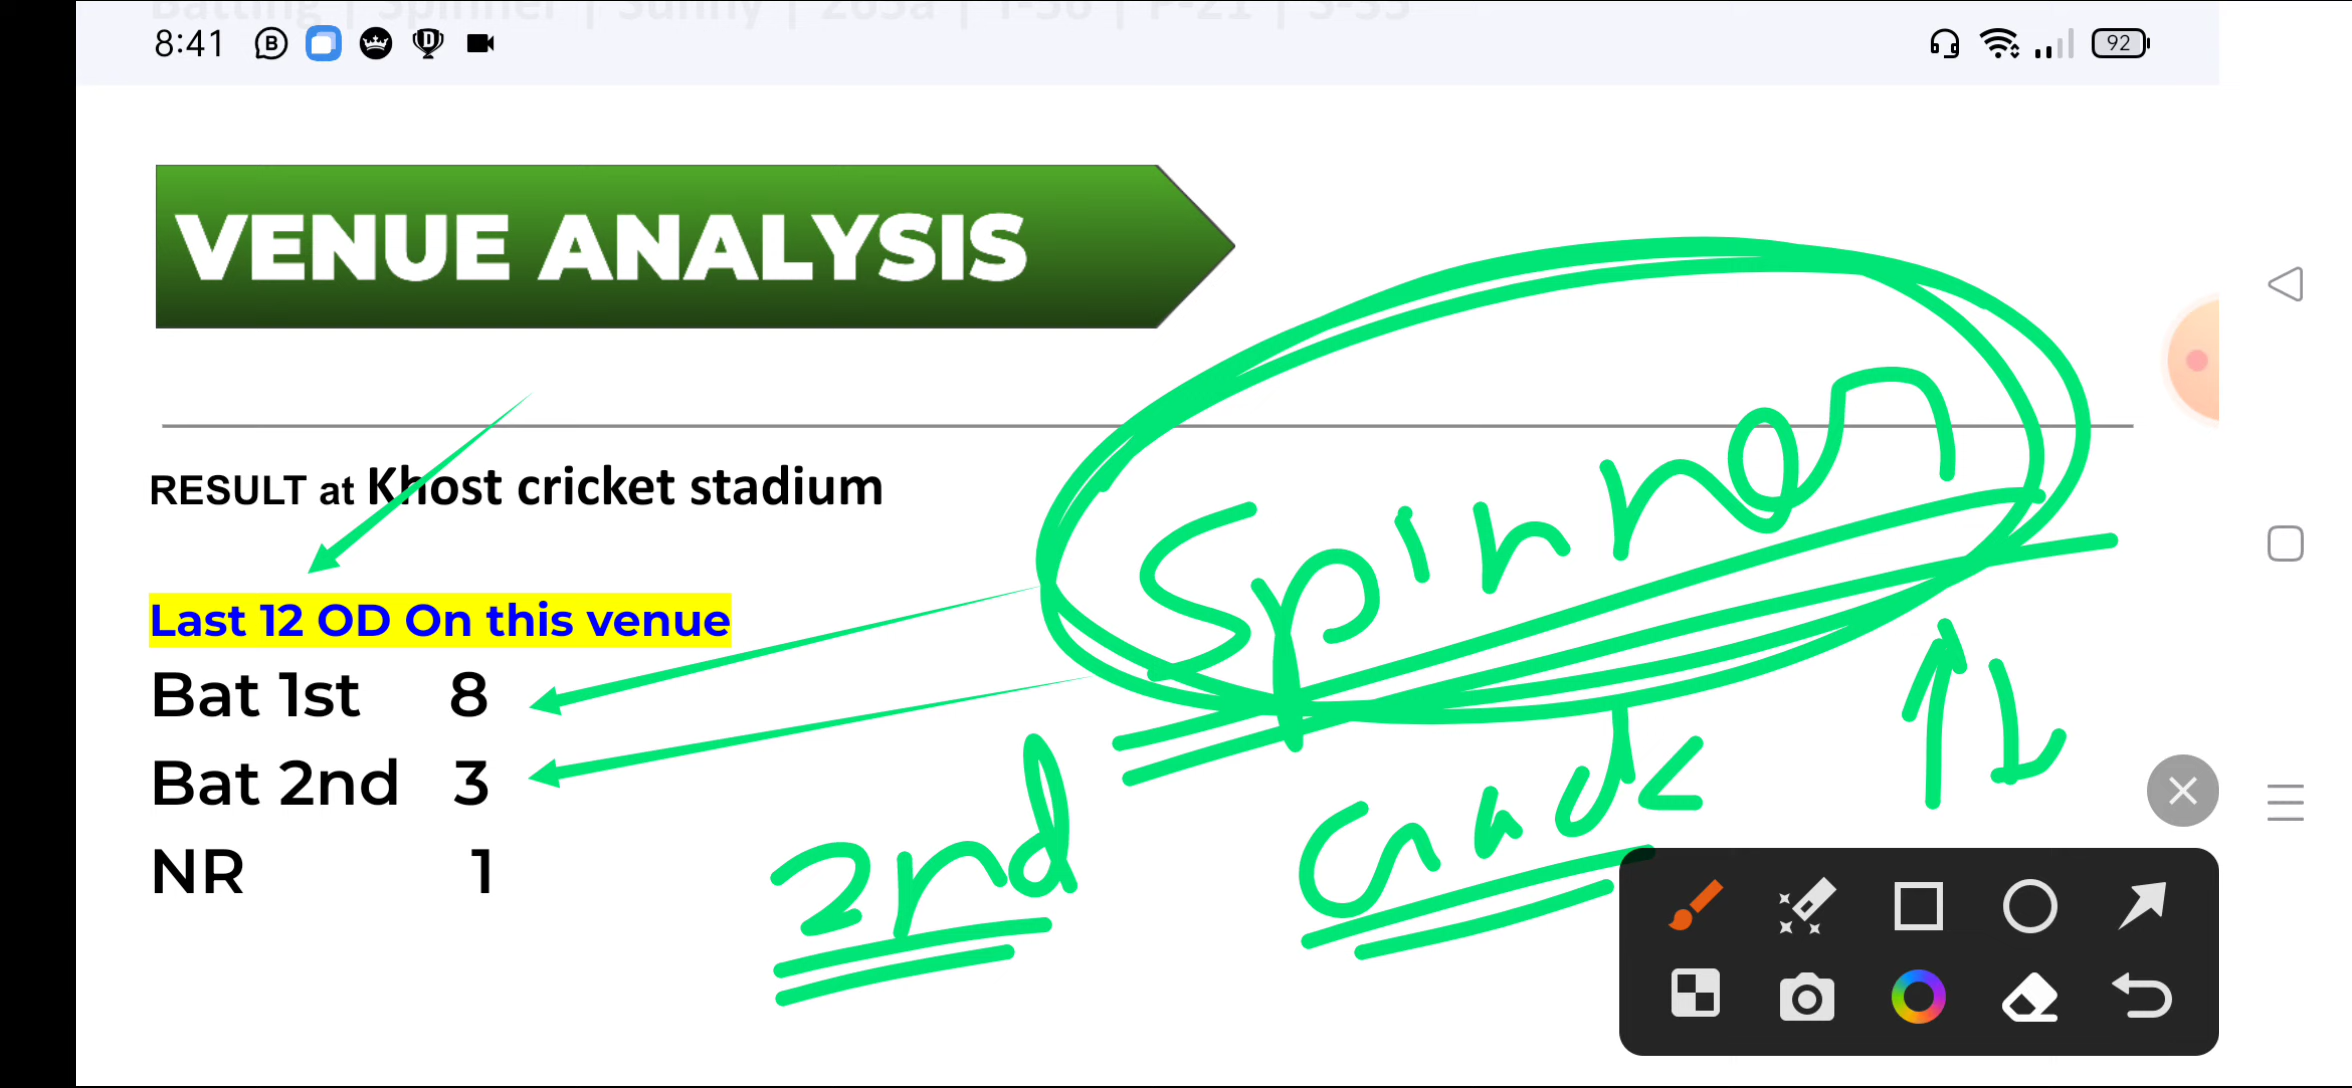 8:41 B D 92
VENUE ANALYSIS
RESULT at Khost cricket stadium
Spinner
Last 12 OD On this venue
Bat 1st 8
Bat 2nd 3
2nd
NR 1